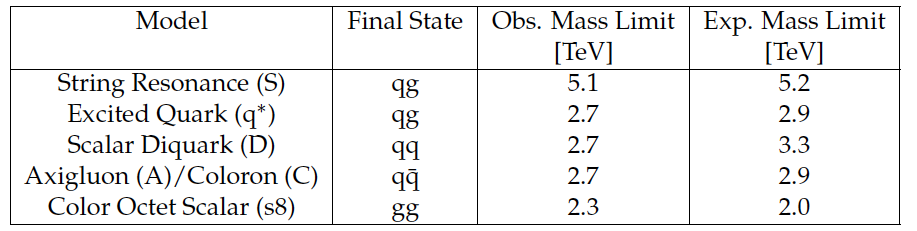 Model Final State Obs. Mass Limit Exp. Mass Limit
[TeV] [TeV]
String Resonance (S) qg 5.1 5.2
Excited Quark (q*) qg 2.7 2.9
Scalar Diquark (D) qq 2.7 3.3
Axigluon (A)/Coloron (C) qq̄ 2.7 2.9
Color Octet Scalar (s8) gg 2.3 2.0